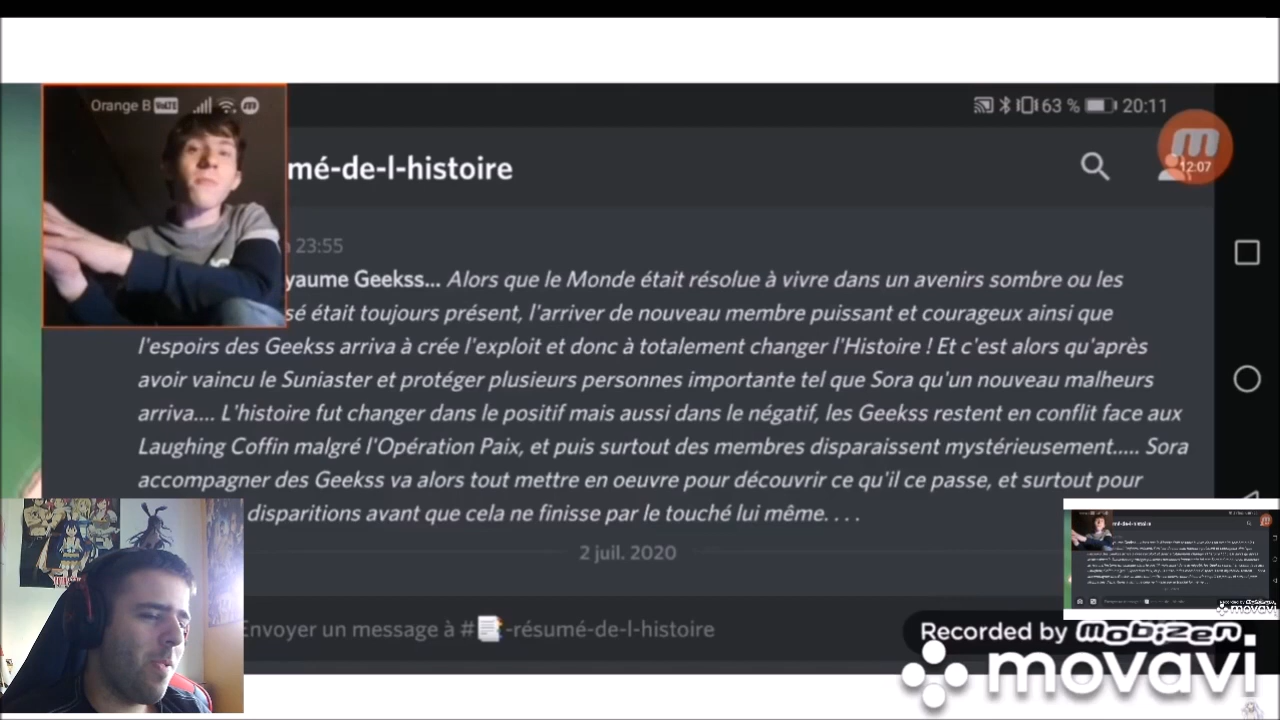 Orange B VoLTE
63 % 20:11
mé-de-l-histoire
12:07
23:55
yaume Geekss... Alors que le Monde était résolue à vivre dans un avenirs sombre ou les
sé était toujours présent, l'arriver de nouveau membre puissant et courageux ainsi que
l'espoirs des Geekss arriva à crée l'exploit et donc à totalement changer l'Histoire ! Et c'est alors qu'après
avoir vaincu le Suniaster et protéger plusieurs personnes importante tel que Sora qu'un nouveau malheurs
arriva.... L'histoire fut changer dans le positif mais aussi dans le négatif, les Geekss restent en conflit face aux
Laughing Coffin malgré l'Opération Paix, et puis surtout des membres disparaissent mystérieusement..... Sora
accompagner des Geekss va alors tout mettre en oeuvre pour découvrir ce qu'il ce passe, et surtout pour
disparitions avant que cela ne finisse par le touché lui même. . . .
2 juil. 2020
Envoyer un message à #📑-resumé-de-l-histoire
Recorded by mobizen
movavi